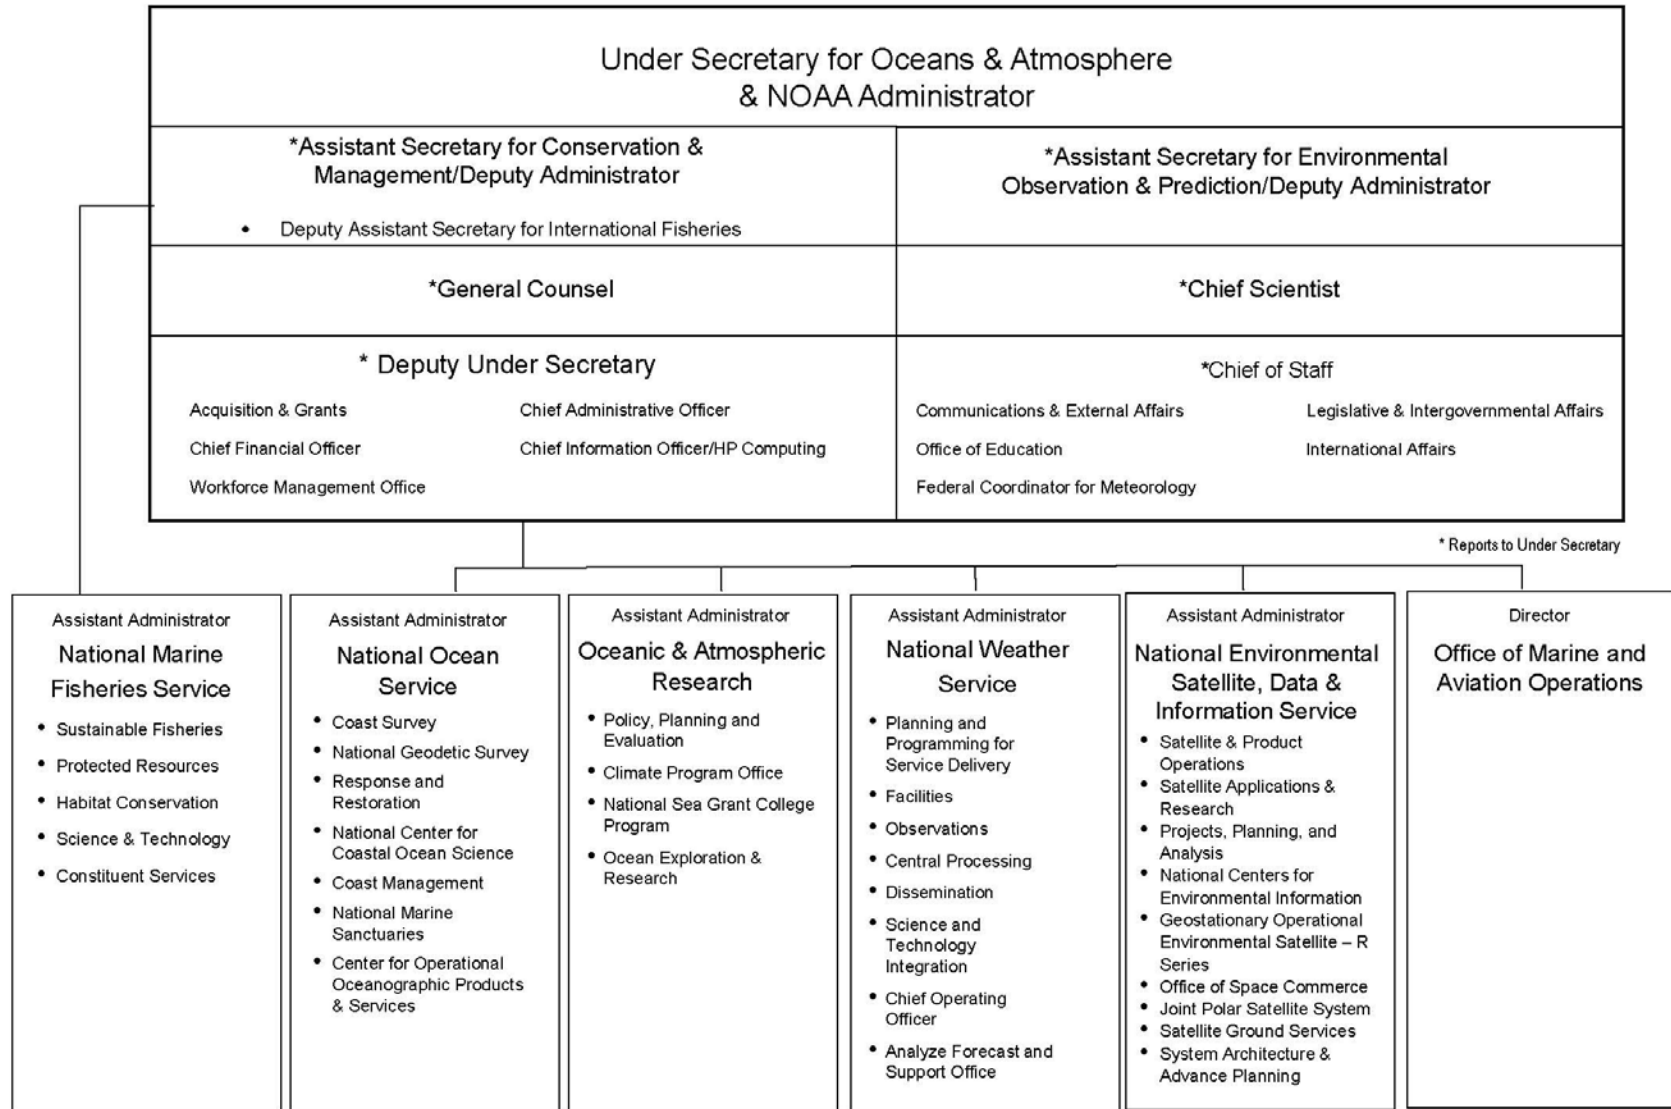 Under Secretary for Oceans & Atmosphere
& NOAA Administrator
*Assistant Secretary for Conservation &
Management/Deputy Administrator
• Deputy Assistant Secretary for International Fisheries
*Assistant Secretary for Environmental
Observation & Prediction/Deputy Administrator
*General Counsel
*Chief Scientist
* Deputy Under Secretary
Acquisition & Grants
Chief Administrative Officer
Chief Financial Officer
Chief Information Officer/HP Computing
Workforce Management Office
*Chief of Staff
Communications & External Affairs
Legislative & Intergovernmental Affairs
Office of Education
International Affairs
Federal Coordinator for Meteorology
* Reports to Under Secretary
Assistant Administrator
National Marine
Fisheries Service
• Sustainable Fisheries
• Protected Resources
• Habitat Conservation
• Science & Technology
• Constituent Services
Assistant Administrator
National Ocean
Service
• Coast Survey
• National Geodetic Survey
• Response and
Restoration
• National Center for
Coastal Ocean Science
• Coast Management
• National Marine
Sanctuaries
• Center for Operational
Oceanographic Products
& Services
Assistant Administrator
Oceanic & Atmospheric
Research
• Policy, Planning and
Evaluation
• Climate Program Office
• National Sea Grant College
Program
• Ocean Exploration &
Research
Assistant Administrator
National Weather
Service
• Planning and
Programming for
Service Delivery
• Facilities
• Observations
• Central Processing
• Dissemination
• Science and
Technology
Integration
• Chief Operating
Officer
• Analyze Forecast and
Support Office
Assistant Administrator
National Environmental
Satellite, Data &
Information Service
• Satellite & Product
Operations
• Satellite Applications &
Research
• Projects, Planning, and
Analysis
• National Centers for
Environmental Information
• Geostationary Operational
Environmental Satellite – R
Series
• Office of Space Commerce
• Joint Polar Satellite System
• Satellite Ground Services
• System Architecture &
Advance Planning
Director
Office of Marine and
Aviation Operations